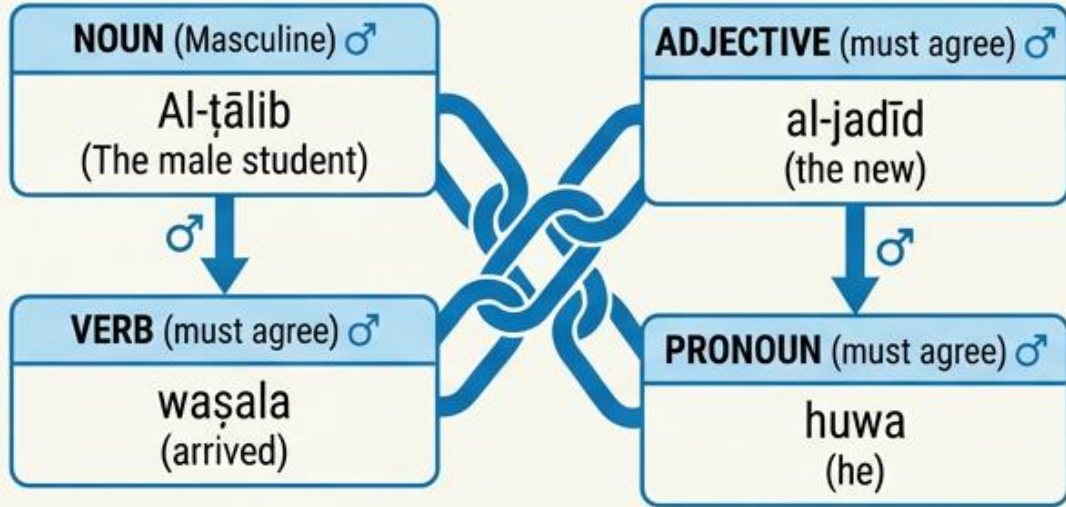 NOUN (Masculine) ♂
Al-ṭālib
(The male student)
ADJECTIVE (must agree) ♂
al-jadīd
(the new)
♂
♂
VERB (must agree) ♂
waṣala
(arrived)
PRONOUN (must agree) ♂
huwa
(he)